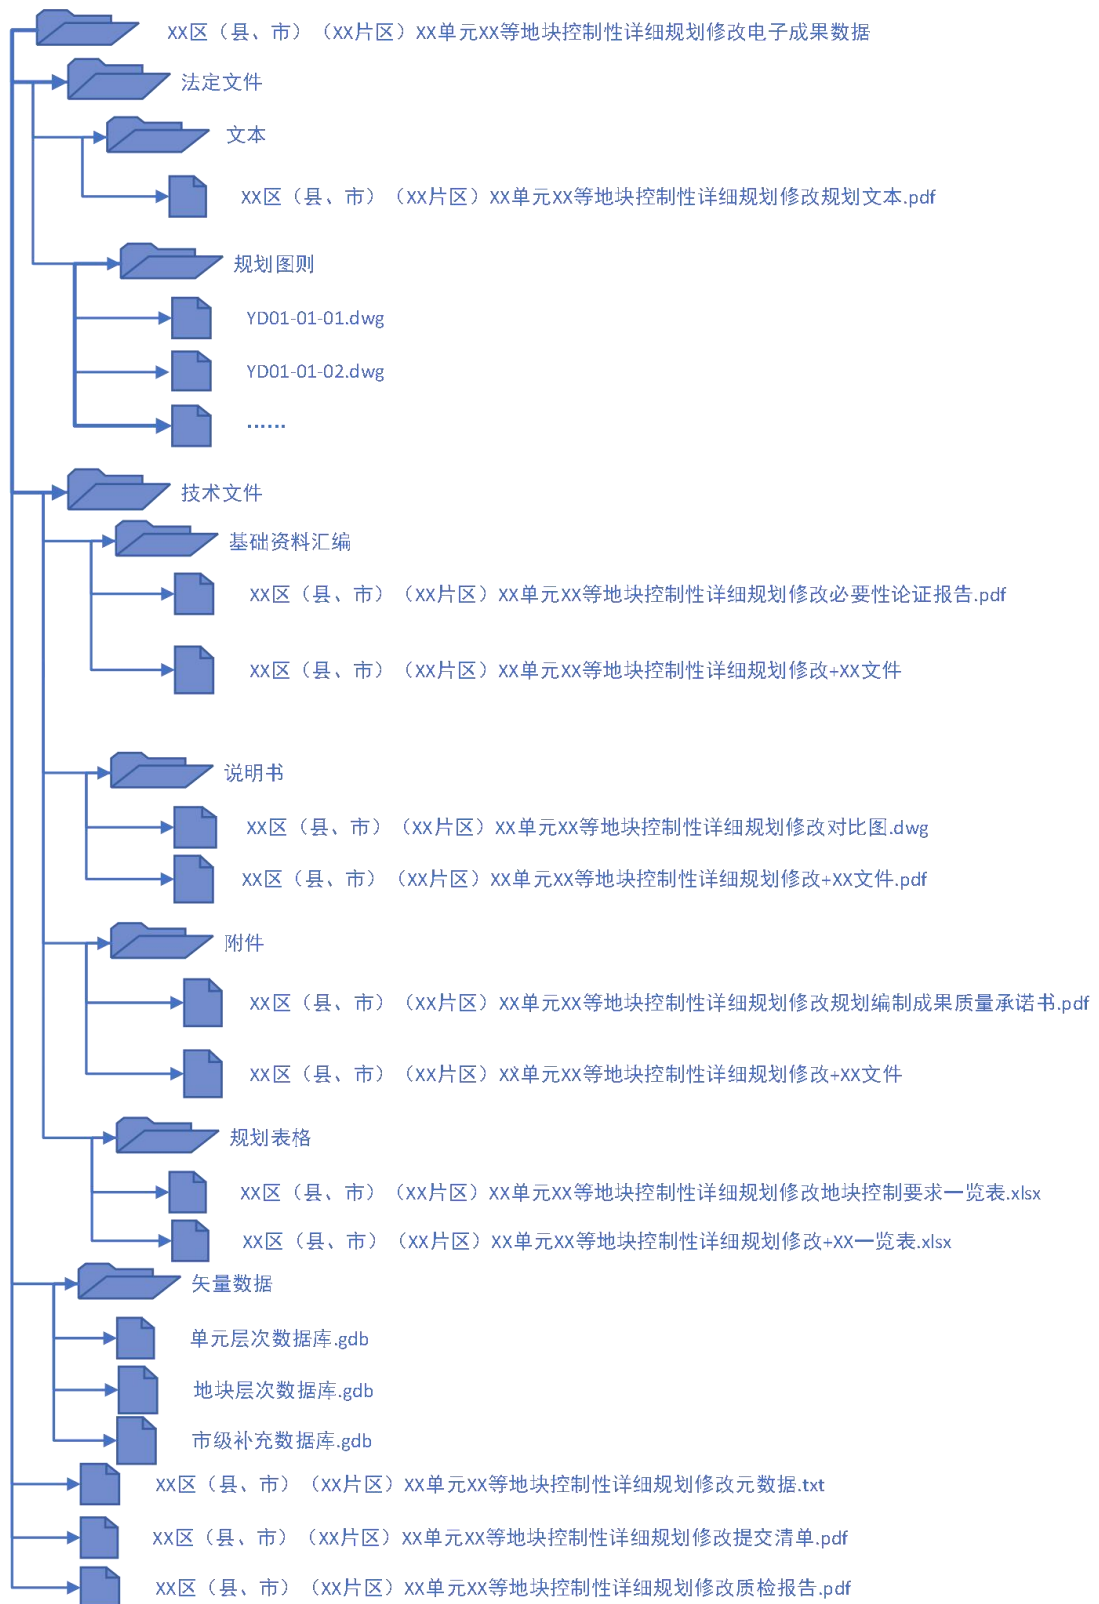 XX区（县、市）（XX片区）XX单元XX等地块控制性详细规划修改电子成果数据
法定文件
文本
XX区（县、市）（XX片区）XX单元XX等地块控制性详细规划修改规划文本.pdf
规划图则
YD01-01-01.dwg
YD01-01-02.dwg
......
技术文件
基础资料汇编
XX区（县、市）（XX片区）XX单元XX等地块控制性详细规划修改必要性论证报告.pdf
XX区（县、市）（XX片区）XX单元XX等地块控制性详细规划修改+XX文件
说明书
XX区（县、市）（XX片区）XX单元XX等地块控制性详细规划修改对比图.dwg
XX区（县、市）（XX片区）XX单元XX等地块控制性详细规划修改+XX文件.pdf
附件
XX区（县、市）（XX片区）XX单元XX等地块控制性详细规划修改规划编制成果质量承诺书.pdf
XX区（县、市）（XX片区）XX单元XX等地块控制性详细规划修改+XX文件
规划表格
XX区（县、市）（XX片区）XX单元XX等地块控制性详细规划修改地块控制要求一览表.xlsx
XX区（县、市）（XX片区）XX单元XX等地块控制性详细规划修改+XX一览表.xlsx
矢量数据
单元层次数据库.gdb
地块层次数据库.gdb
市级补充数据库.gdb
XX区（县、市）（XX片区）XX单元XX等地块控制性详细规划修改元数据.txt
XX区（县、市）（XX片区）XX单元XX等地块控制性详细规划修改提交清单.pdf
XX区（县、市）（XX片区）XX单元XX等地块控制性详细规划修改质检报告.pdf